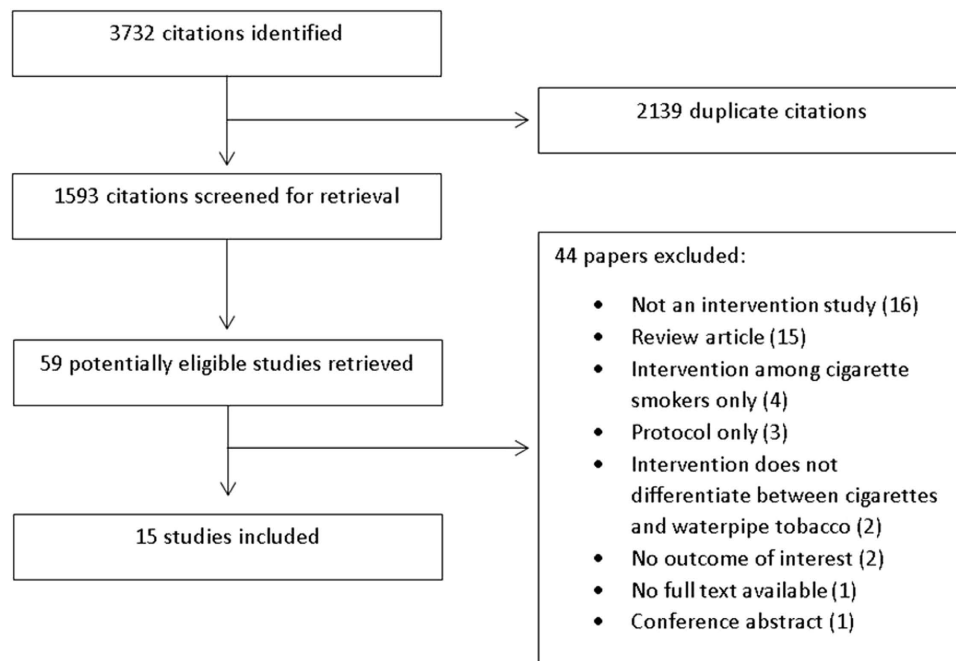 3732 citations identified
2139 duplicate citations
1593 citations screened for retrieval
59 potentially eligible studies retrieved
44 papers excluded:
• Not an intervention study (16)
• Review article (15)
• Intervention among cigarette
smokers only (4)
• Protocol only (3)
• Intervention does not
differentiate between cigarettes
and waterpipe tobacco (2)
• No outcome of interest (2)
• No full text available (1)
• Conference abstract (1)
15 studies included